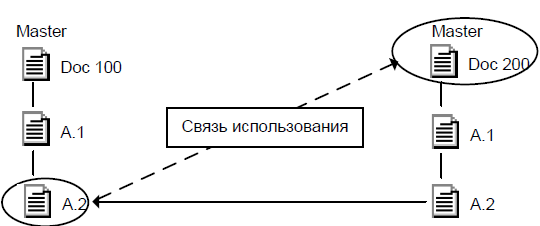 Master
Doc 100
A.1
A.2
Связь использования
Master
Doc 200
A.1
A.2